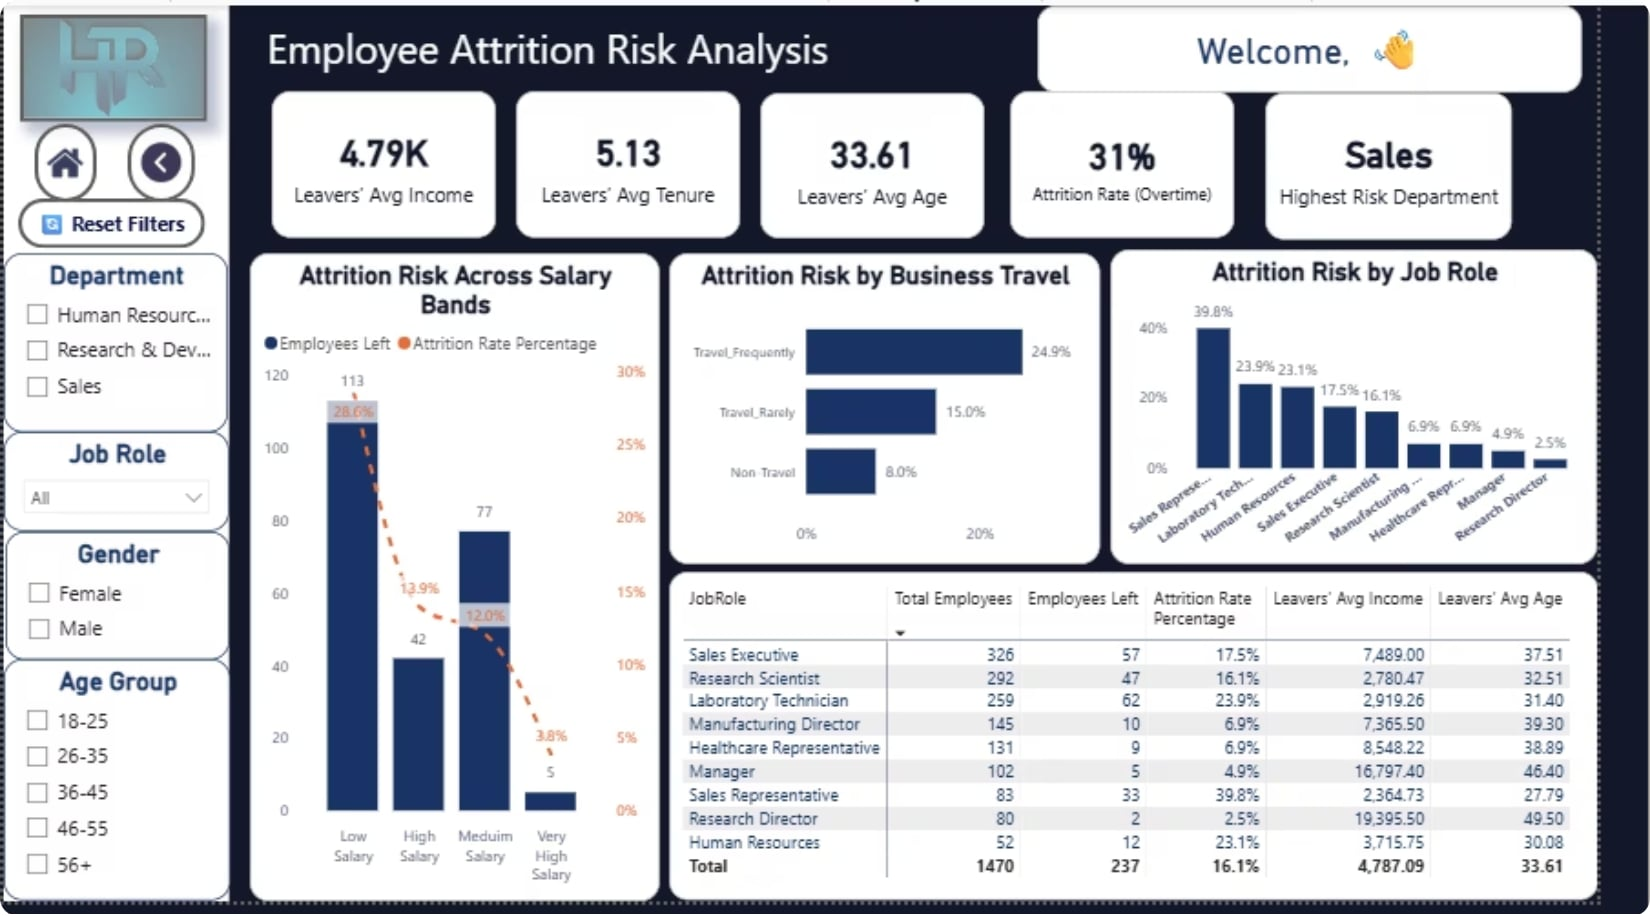 HR
Employee Attrition Risk Analysis
Welcome, 👋
4.79K
Leavers' Avg Income
5.13
Leavers' Avg Tenure
33.61
Leavers' Avg Age
31%
Attrition Rate (Overtime)
Sales
Highest Risk Department
Reset Filters
Department
Human Resourc...
Research & Dev...
Sales
Job Role
All
Gender
Female
Male
Age Group
18-25
26-35
36-45
46-55
56+
Attrition Risk Across Salary
Bands
Employees Left Attrition Rate Percentage
120
100
80
60
40
20
0
30%
25%
20%
15%
10%
5%
0%
113
28.6%
13.9%
42
77
12.0%
3.8%
5
Low
Salary
High
Salary
Meduim
Salary
Very
High
Salary
Attrition Risk by Business Travel
Travel_Frequently 24.9%
Travel_Rarely 15.0%
Non-Travel 8.0%
0% 20%
Attrition Risk by Job Role
40%
20%
0%
39.8%
23.9%
23.1%
17.5%
16.1%
6.9%
6.9%
4.9%
2.5%
Sales Represe...
Laboratory Tech...
Human Resources
Sales Executive
Research Scientist
Manufacturing ...
Healthcare Repr...
Manager
Research Director
JobRole Total Employees Employees Left Attrition Rate Percentage Leavers' Avg Income Leavers' Avg Age
Sales Executive 326 57 17.5% 7,489.00 37.51
Research Scientist 292 47 16.1% 2,780.47 32.51
Laboratory Technician 259 62 23.9% 2,919.26 31.40
Manufacturing Director 145 10 6.9% 7,365.50 39.30
Healthcare Representative 131 9 6.9% 8,548.22 38.89
Manager 102 5 4.9% 16,797.40 46.40
Sales Representative 83 33 39.8% 2,364.73 27.79
Research Director 80 2 2.5% 19,395.50 49.50
Human Resources 52 12 23.1% 3,715.75 30.08
Total 1470 237 16.1% 4,787.09 33.61